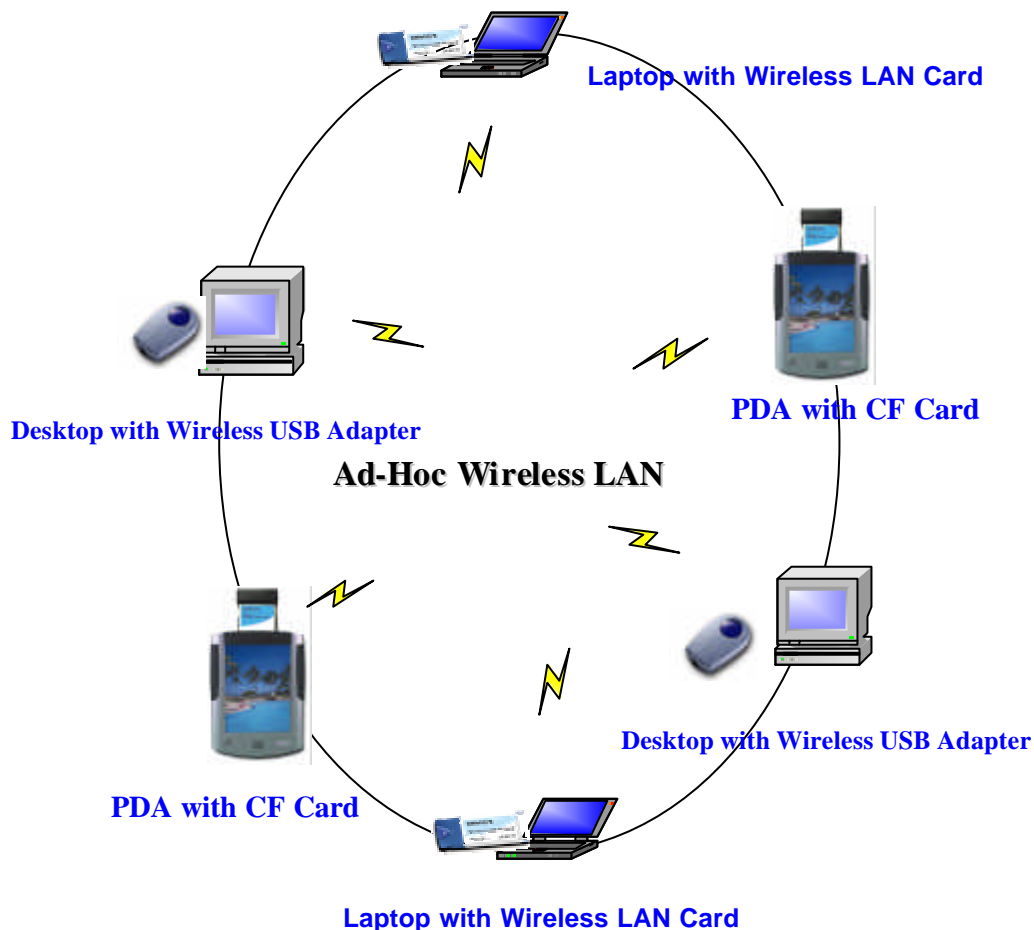 Laptop with Wireless LAN Card
PDA with CF Card
Desktop with Wireless USB Adapter
Ad-Hoc Wireless LAN
Desktop with Wireless USB Adapter
PDA with CF Card
Laptop with Wireless LAN Card